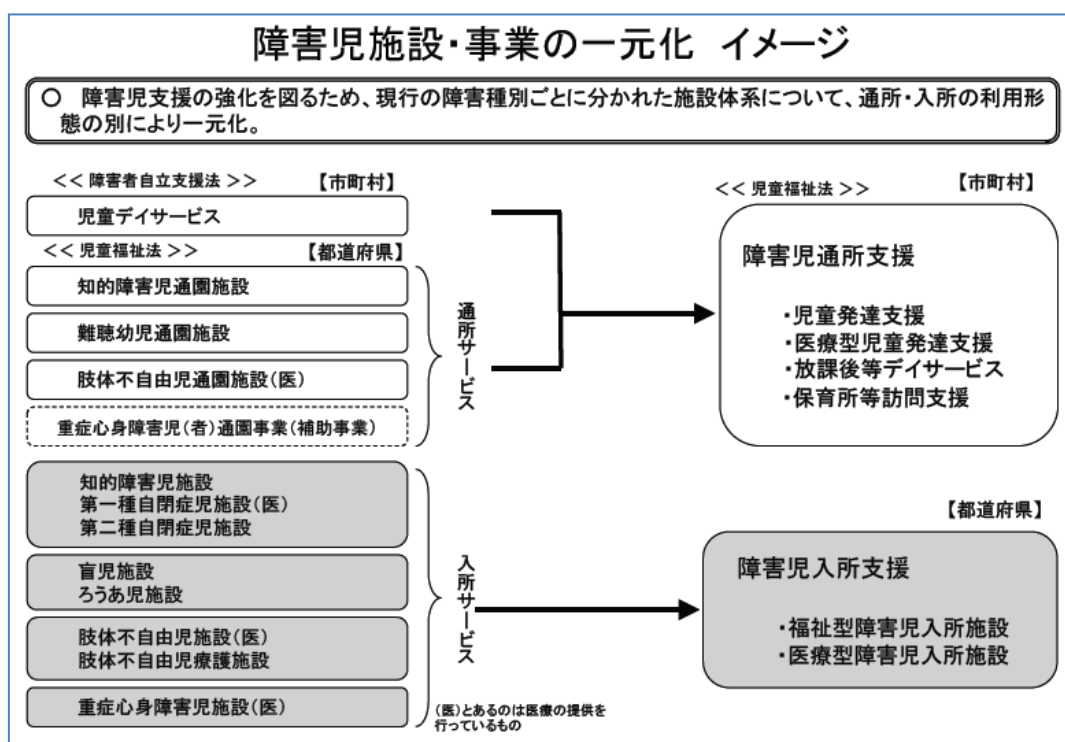 障害児施設・事業の一元化 イメージ
○ 障害児支援の強化を図るため、現行の障害種別ごとに分かれた施設体系について、通所・入所の利用形
態の別により一元化。
<< 障害者自立支援法 >> 【市町村】
児童デイサービス
<< 児童福祉法 >> 【都道府県】
知的障害児通園施設
難聴幼児通園施設
肢体不自由児通園施設(医)
重症心身障害児(者)通園事業(補助事業)
通所サービス
知的障害児施設
第一種自閉症児施設(医)
第二種自閉症児施設
盲児施設
ろうあ児施設
肢体不自由児施設(医)
肢体不自由児療護施設
重症心身障害児施設(医)
入所サービス
(医)とあるのは医療の提供を
行っているもの
<< 児童福祉法 >> 【市町村】
障害児通所支援
・児童発達支援
・医療型児童発達支援
・放課後等デイサービス
・保育所等訪問支援
【都道府県】
障害児入所支援
・福祉型障害児入所施設
・医療型障害児入所施設